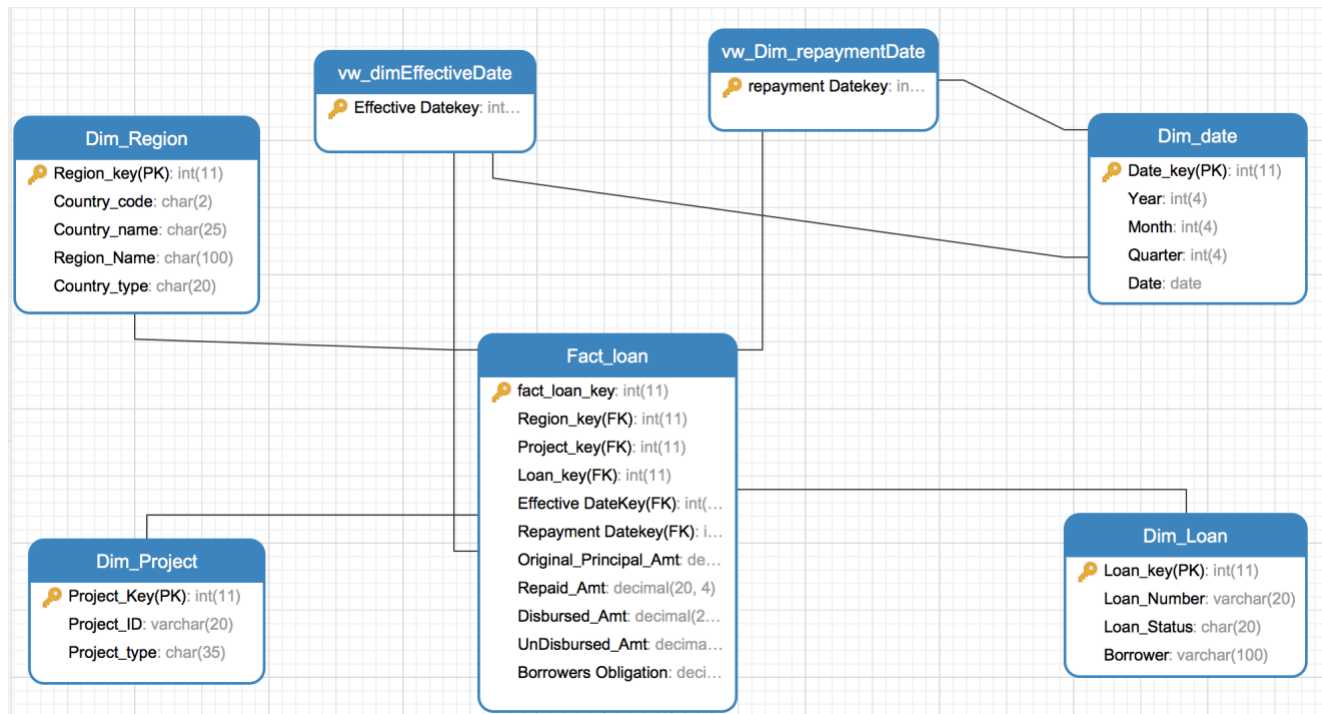 vw_dimEffectiveDate
Effective Datekey: int...
vw_Dim_repaymentDate
repayment Datekey: in...
Dim_Region
Region_key(PK): int(11)
Country_code: char(2)
Country_name: char(25)
Region_Name: char(100)
Country_type: char(20)
Dim_date
Date_key(PK): int(11)
Year: int(4)
Month: int(4)
Quarter: int(4)
Date: date
Fact_loan
fact_loan_key: int(11)
Region_key(FK): int(11)
Project_key(FK): int(11)
Loan_key(FK): int(11)
Effective DateKey(FK): int(...
Repayment Datekey(FK): i...
Original_Principal_Amt: de...
Repaid_Amt: decimal(20, 4)
Disbursed_Amt: decimal(2...
UnDisbursed_Amt: decima...
Borrowers Obligation: deci...
Dim_Project
Project_Key(PK): int(11)
Project_ID: varchar(20)
Project_type: char(35)
Dim_Loan
Loan_key(PK): int(11)
Loan_Number: varchar(20)
Loan_Status: char(20)
Borrower: varchar(100)